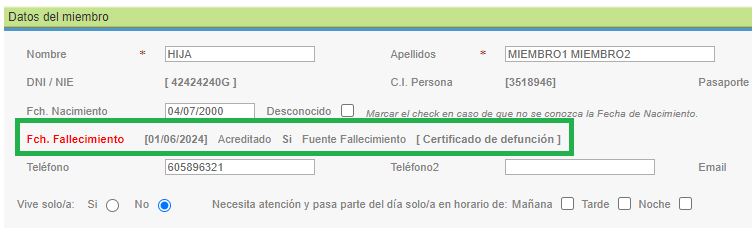 Datos del miembro
Nombre * HIJA Apellidos * MIEMBRO1 MIEMBRO2
DNI / NIE [ 42424240G ] C.I. Persona [3518946] Pasaporte
Fch. Nacimiento 04/07/2000 Desconocido Marcar el check en caso de que no se conozca la Fecha de Nacimiento.
Fch. Fallecimiento [01/06/2024] Acreditado Si Fuente Fallecimiento [ Certificado de defunción ]
Teléfono 605896321 Teléfono2 Email
Vive solo/a: Si No Necesita atención y pasa parte del día solo/a en horario de: Mañana Tarde Noche